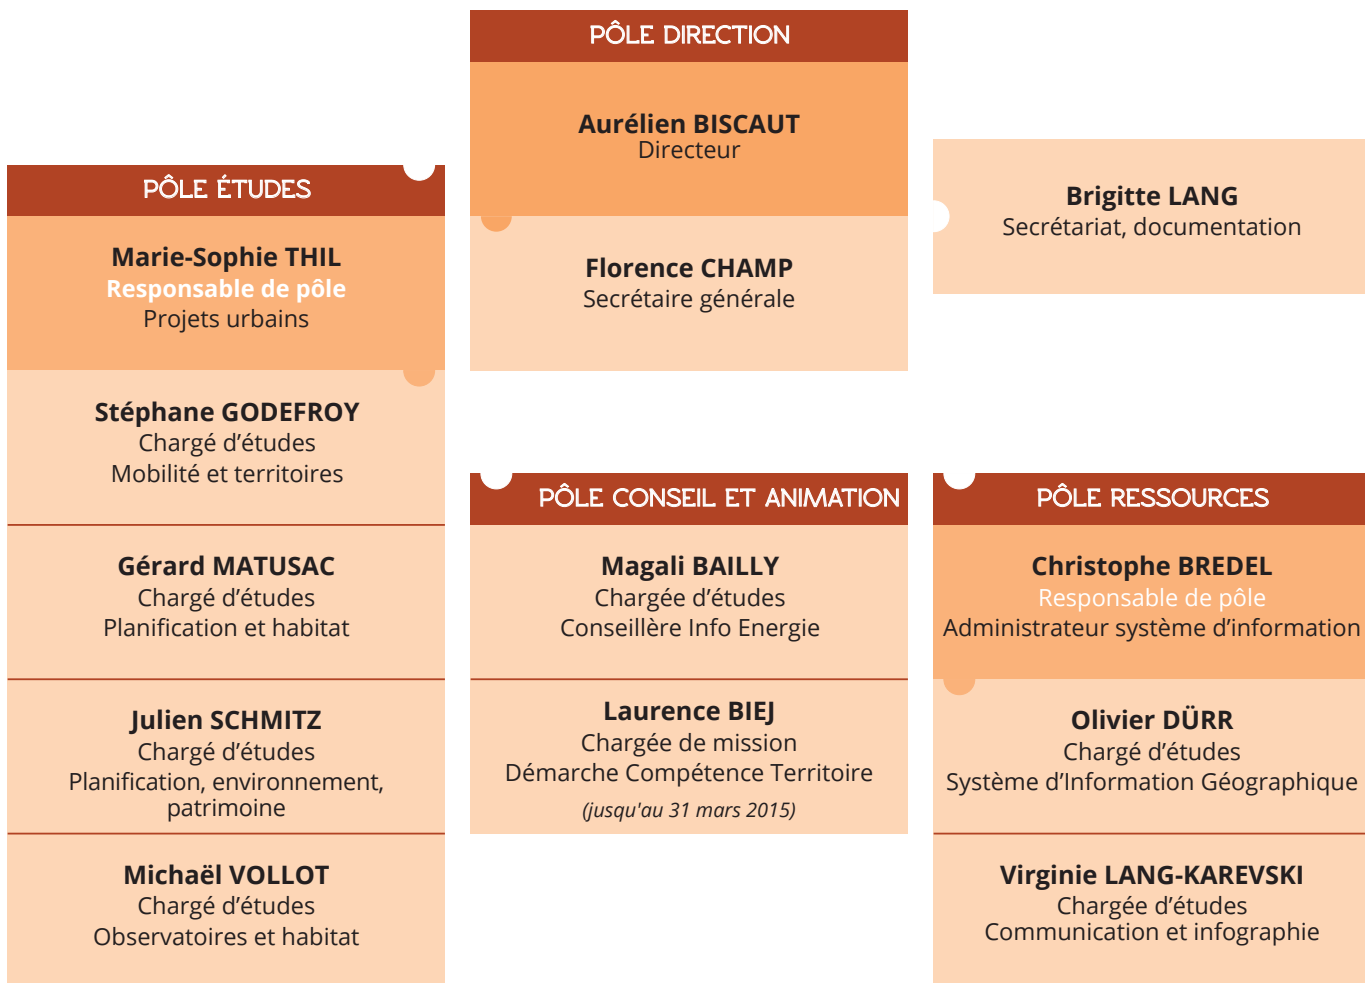 PÔLE DIRECTION
Aurélien BISCAUT
Directeur
Florence CHAMP
Secrétaire générale
Brigitte LANG
Secrétariat, documentation
PÔLE ÉTUDES
Marie-Sophie THIL
Responsable de pôle
Projets urbains
Stéphane GODEFROY
Chargé d’études
Mobilité et territoires
Gérard MATUSAC
Chargé d’études
Planification et habitat
Julien SCHMITZ
Chargé d’études
Planification, environnement,
patrimoine
Michaël VOLLOT
Chargé d’études
Observatoires et habitat
PÔLE CONSEIL ET ANIMATION
Magali BAILLY
Chargée d’études
Conseillère Info Energie
Laurence BIEJ
Chargée de mission
Démarche Compétence Territoire
(jusqu'au 31 mars 2015)
PÔLE RESSOURCES
Christophe BREDEL
Responsable de pôle
Administrateur système d’information
Olivier DÜRR
Chargé d’études
Système d’Information Géographique
Virginie LANG-KAREVSKI
Chargée d’études
Communication et infographie